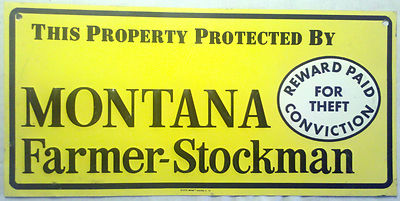 THIS PROPERTY PROTECTED BY
MONTANA
Farmer-Stockman
REWARD PAID
FOR
THEFT
CONVICTION